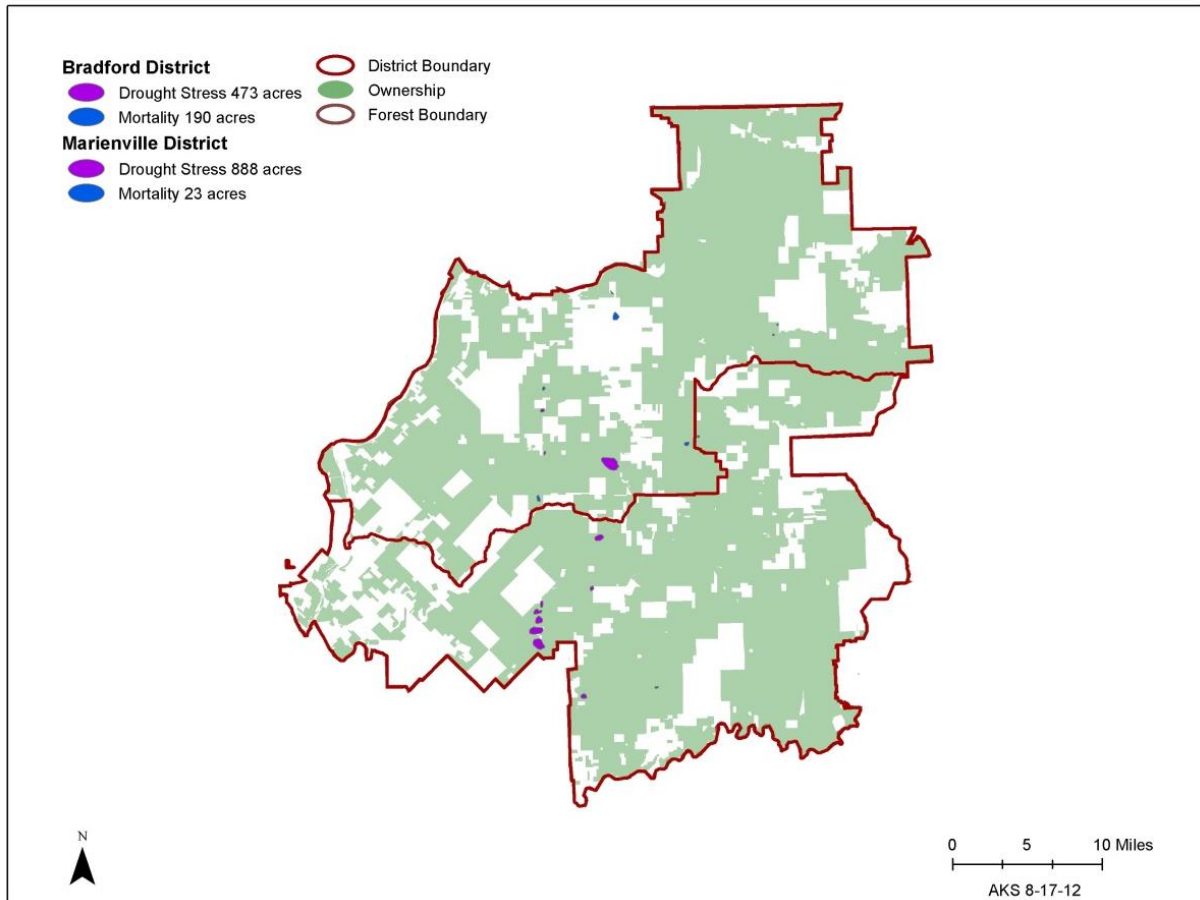 Bradford District
Drought Stress 473 acres
Mortality 190 acres
Marienville District
Drought Stress 888 acres
Mortality 23 acres
District Boundary
Ownership
Forest Boundary
N
0 5 10 Miles
AKS 8-17-12